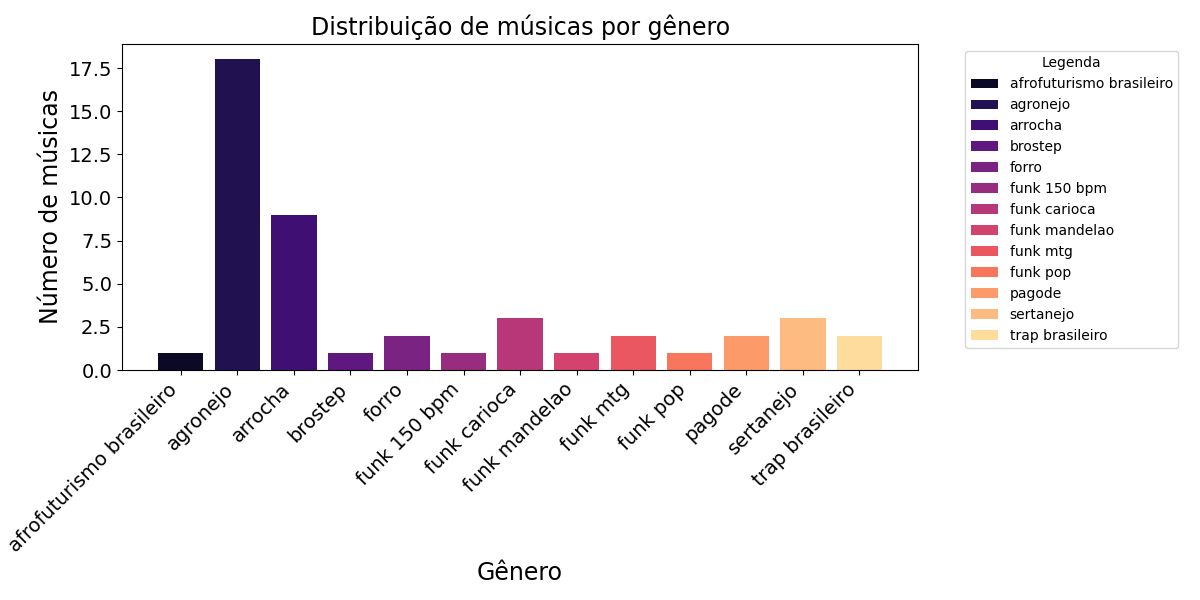 Distribuição de músicas por gênero
Número de músicas
17.5
15.0
12.5
10.0
7.5
5.0
2.5
0.0
afrofuturismo brasileiro
agronejo
arrocha
brostep
forro
funk 150 bpm
funk carioca
funk mandelao
funk mtg
funk pop
pagode
sertanejo
trap brasileiro
Gênero
Legenda
afrofuturismo brasileiro
agronejo
arrocha
brostep
forro
funk 150 bpm
funk carioca
funk mandelao
funk mtg
funk pop
pagode
sertanejo
trap brasileiro